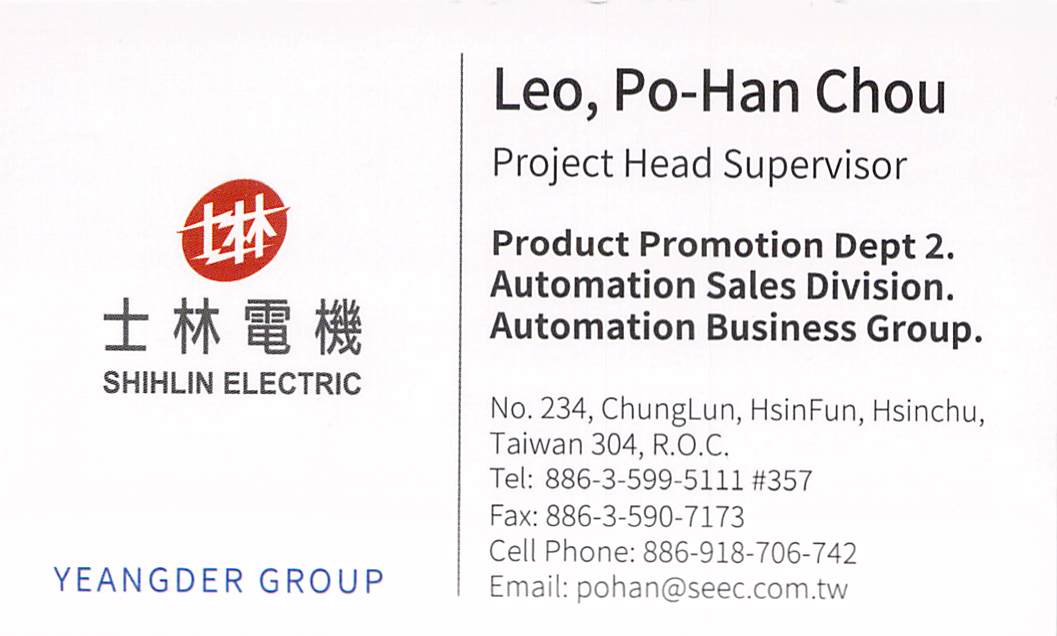 士林
士林電機
SHIHLIN ELECTRIC
YEANGDER GROUP
Leo, Po-Han Chou
Project Head Supervisor
Product Promotion Dept 2.
Automation Sales Division.
Automation Business Group.
No. 234, ChungLun, HsinFun, Hsinchu,
Taiwan 304, R.O.C.
Tel: 886-3-599-5111 #357
Fax: 886-3-590-7173
Cell Phone: 886-918-706-742
Email: pohan@seec.com.tw